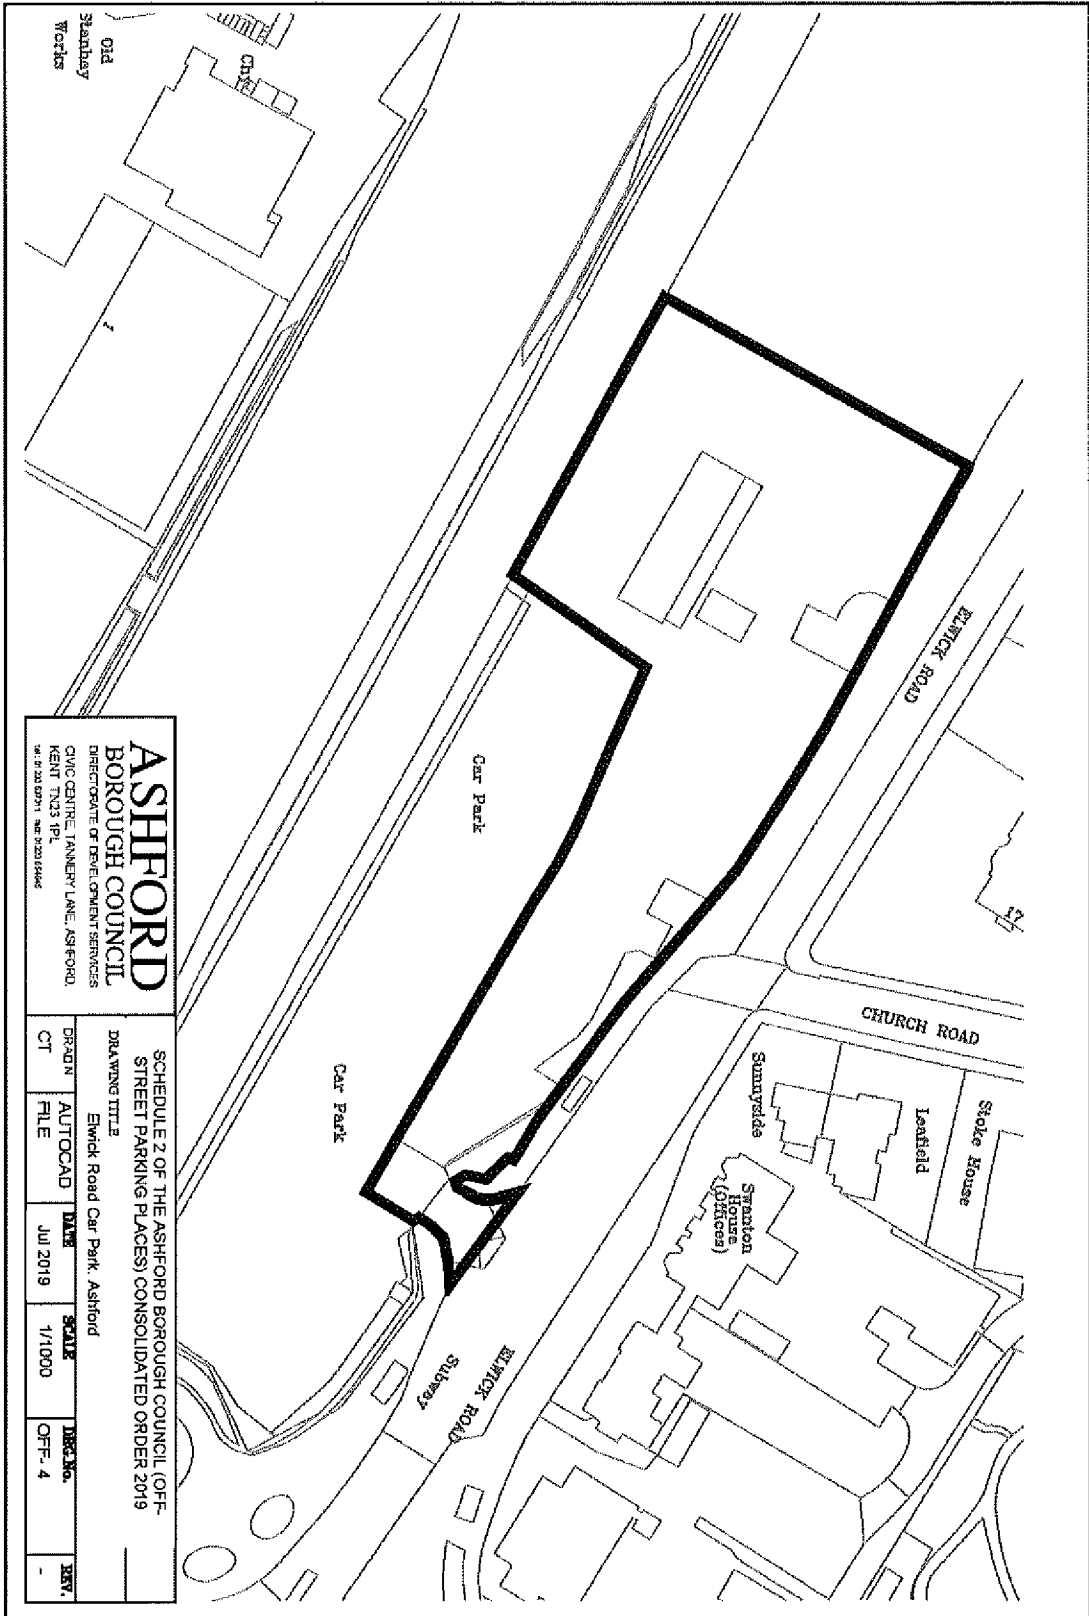 17
ELWICK ROAD
CHURCH ROAD
Stoke House
Leafield
Sunnyside
Swanton
House
(Offices)
ELWICK ROAD
Subway
Car Park
Car Park
Old
Stanhay
Works
1
ASHFORD
BOROUGH COUNCIL
DIRECTORATE OF DEVELOPMENT SERVICES
CIVIC CENTRE, TANNERY LANE, ASHFORD,
KENT TN23 1PL
SCHEDULE 2 OF THE ASHFORD BOROUGH COUNCIL (OFF-
STREET PARKING PLACES) CONSOLIDATED ORDER 2019
DRAWING TITLE
Elwick Road Car Park, Ashford
DRAWN
CT
AUTOCAD
FILE
DATE
Jul 2019
SCALE
1/1000
DRG.No.
OFF- 4
REV.
-